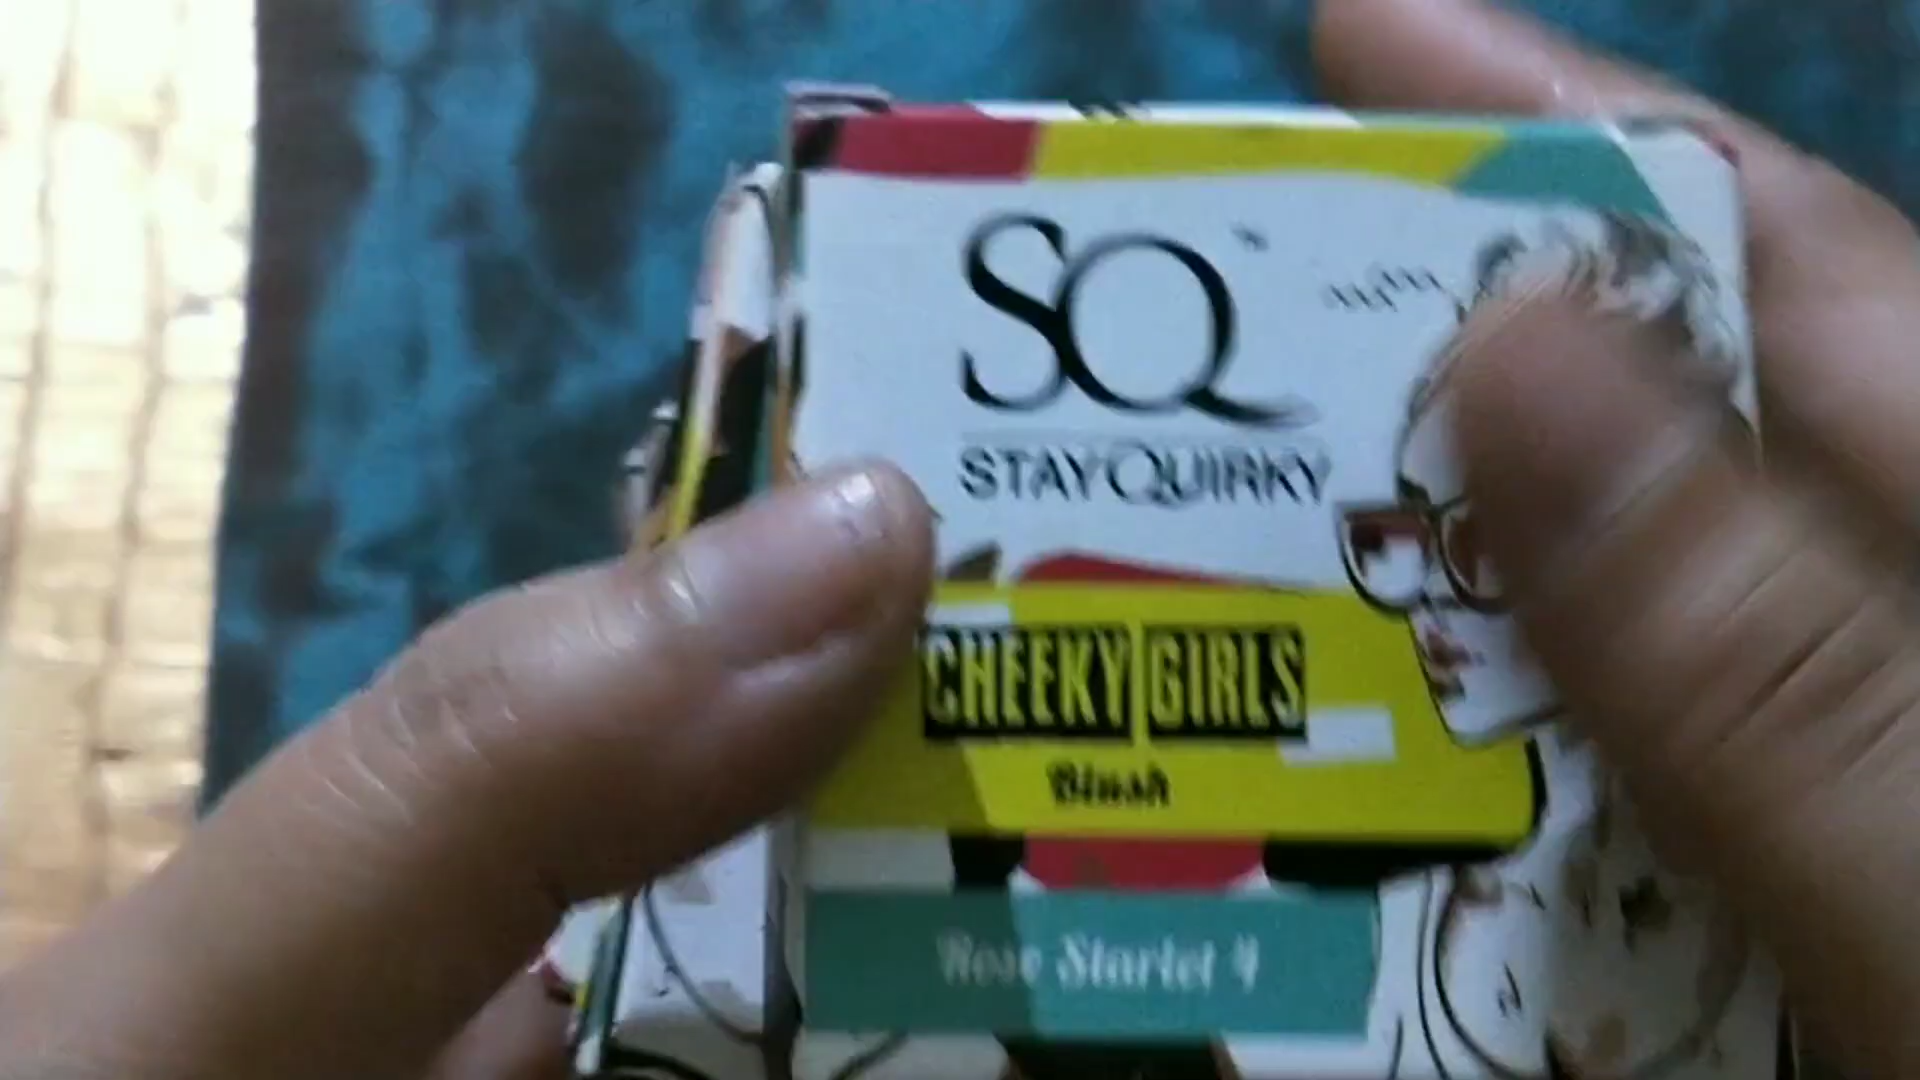 SQ
STAY QUIRKY
CHEEKY GIRLS
Blush
Rose Starlet 4